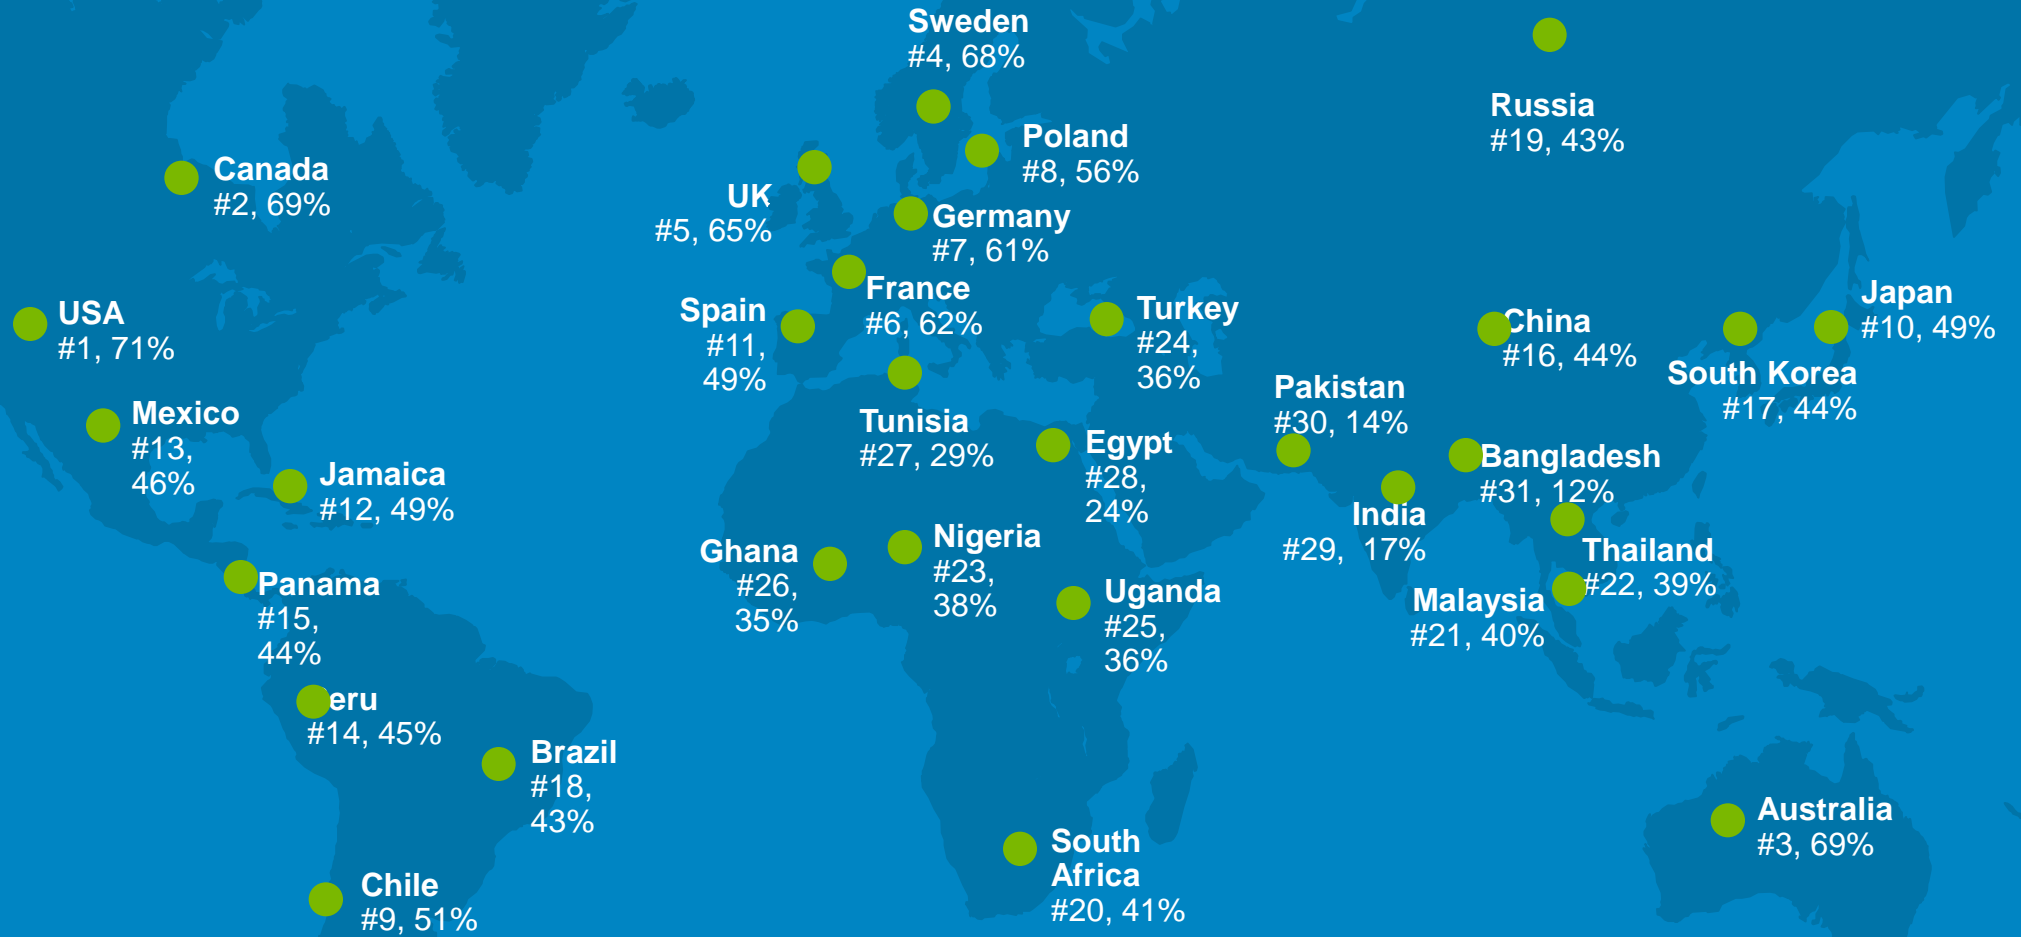 Sweden
#4, 68%
Russia
#19, 43%
Poland
#8, 56%
Canada
#2, 69%
UK
#5, 65%
Germany
#7, 61%
France
#6, 62%
Spain
#11,
49%
Turkey
#24,
36%
USA
#1, 71%
China
#16, 44%
Japan
#10, 49%
South Korea
#17, 44%
Pakistan
#30, 14%
Mexico
#13,
46%
Tunisia
#27, 29%
Egypt
#28,
24%
Bangladesh
#31, 12%
Jamaica
#12, 49%
India
#29, 17%
Nigeria
#23,
38%
Ghana
#26,
35%
Thailand
#22, 39%
Panama
#15,
44%
Uganda
#25,
36%
Malaysia
#21, 40%
eru
#14, 45%
Brazil
#18,
43%
Australia
#3, 69%
South
Africa
#20, 41%
Chile
#9, 51%